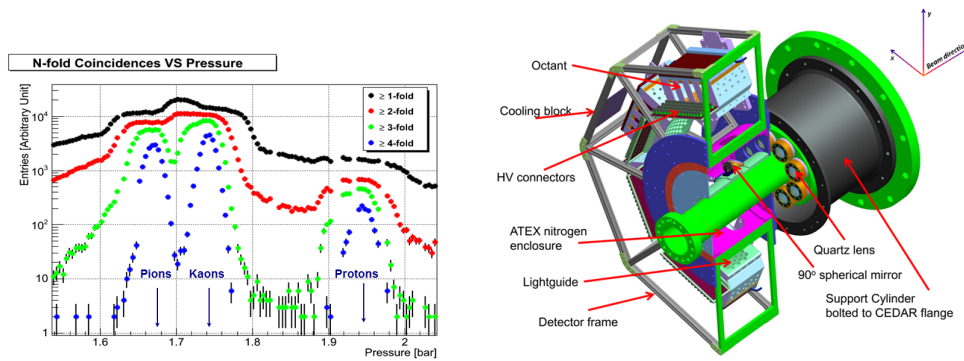 N-fold Coincidences VS Pressure
Entries [Arbitrary Unit]
10⁴
10³
10²
10
1
≥ 1-fold
≥ 2-fold
≥ 3-fold
≥ 4-fold
Pions
Kaons
Protons
1.6
1.7
1.8
1.9
2
Pressure [bar]
Octant
Cooling block
HV connectors
ATEX nitrogen
enclosure
Lightguide
Detector frame
Quartz lens
90º spherical mirror
Support Cylinder
bolted to CEDAR flange
y
x
Beam direction